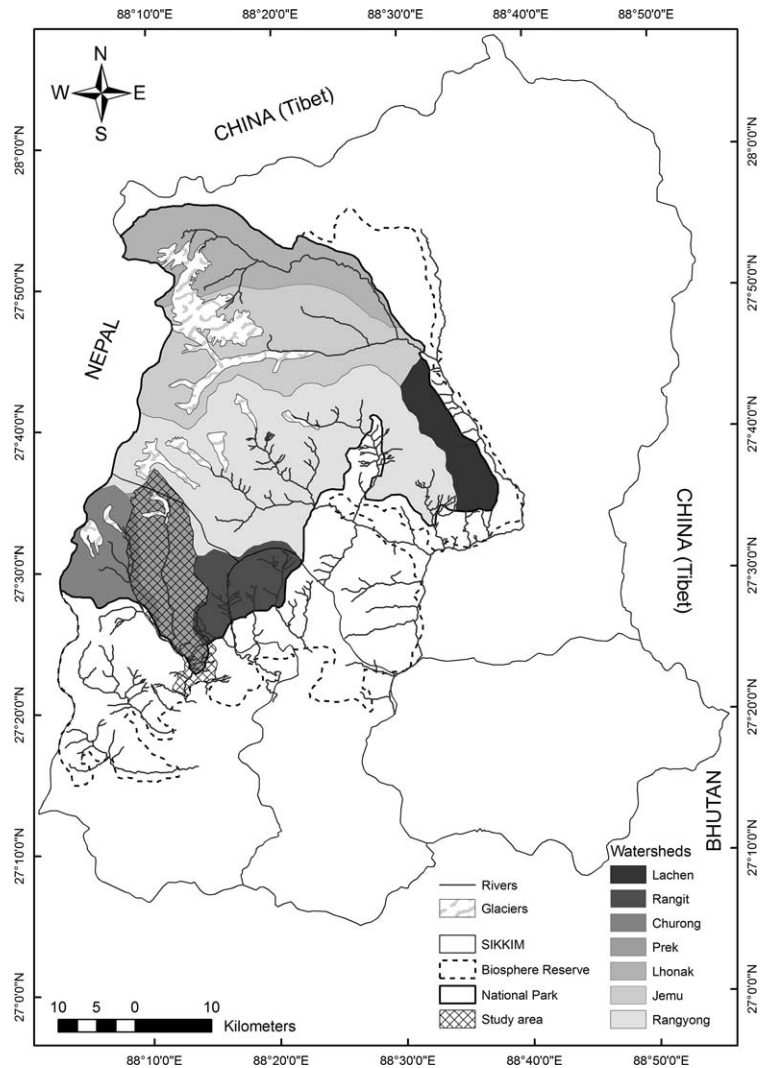 88°10'0"E 88°20'0"E 88°30'0"E 88°40'0"E 88°50'0"E
N
W E
S
CHINA (Tibet)
28°0'0"N 28°0'0"N
27°50'0"N 27°50'0"N
NEPAL
27°40'0"N 27°40'0"N
CHINA (Tibet)
27°30'0"N 27°30'0"N
27°20'0"N 27°20'0"N
BHUTAN
27°10'0"N 27°10'0"N
27°0'0"N 27°0'0"N
Rivers
Glaciers
SIKKIM
Biosphere Reserve
National Park
Study area
Watersheds
Lachen
Rangit
Churong
Prek
Lhonak
Jemu
Rangyong
10 5 0 10
Kilometers
88°10'0"E 88°20'0"E 88°30'0"E 88°40'0"E 88°50'0"E